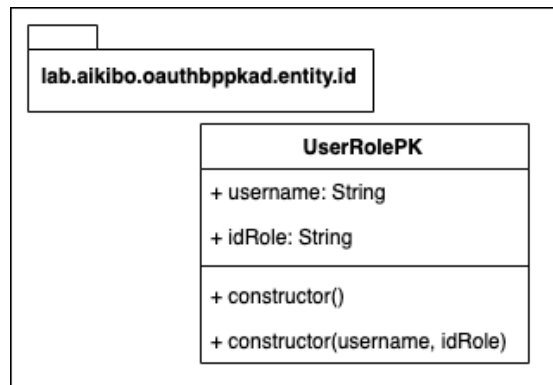 lab.aikibo.oauthbppkad.entity.id
UserRolePK
+ username: String
+ idRole: String
+ constructor()
+ constructor(username, idRole)